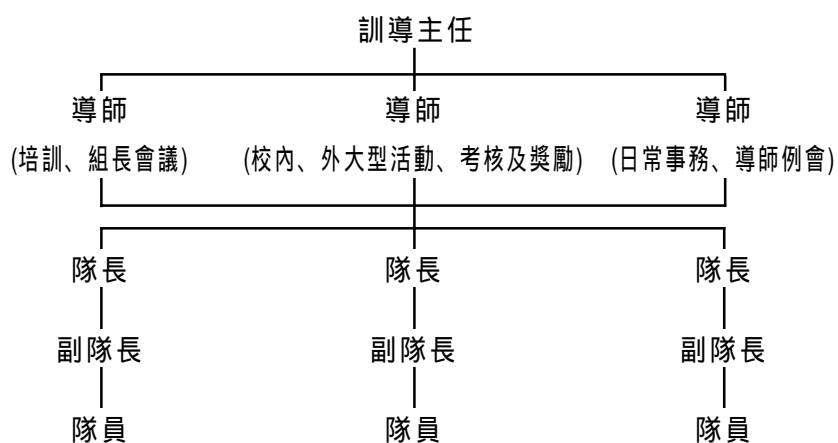 訓導主任
導師 導師 導師
(培訓、組長會議) (校內、外大型活動、考核及獎勵) (日常事務、導師例會)
隊長 隊長 隊長
副隊長 副隊長 副隊長
隊員 隊員 隊員